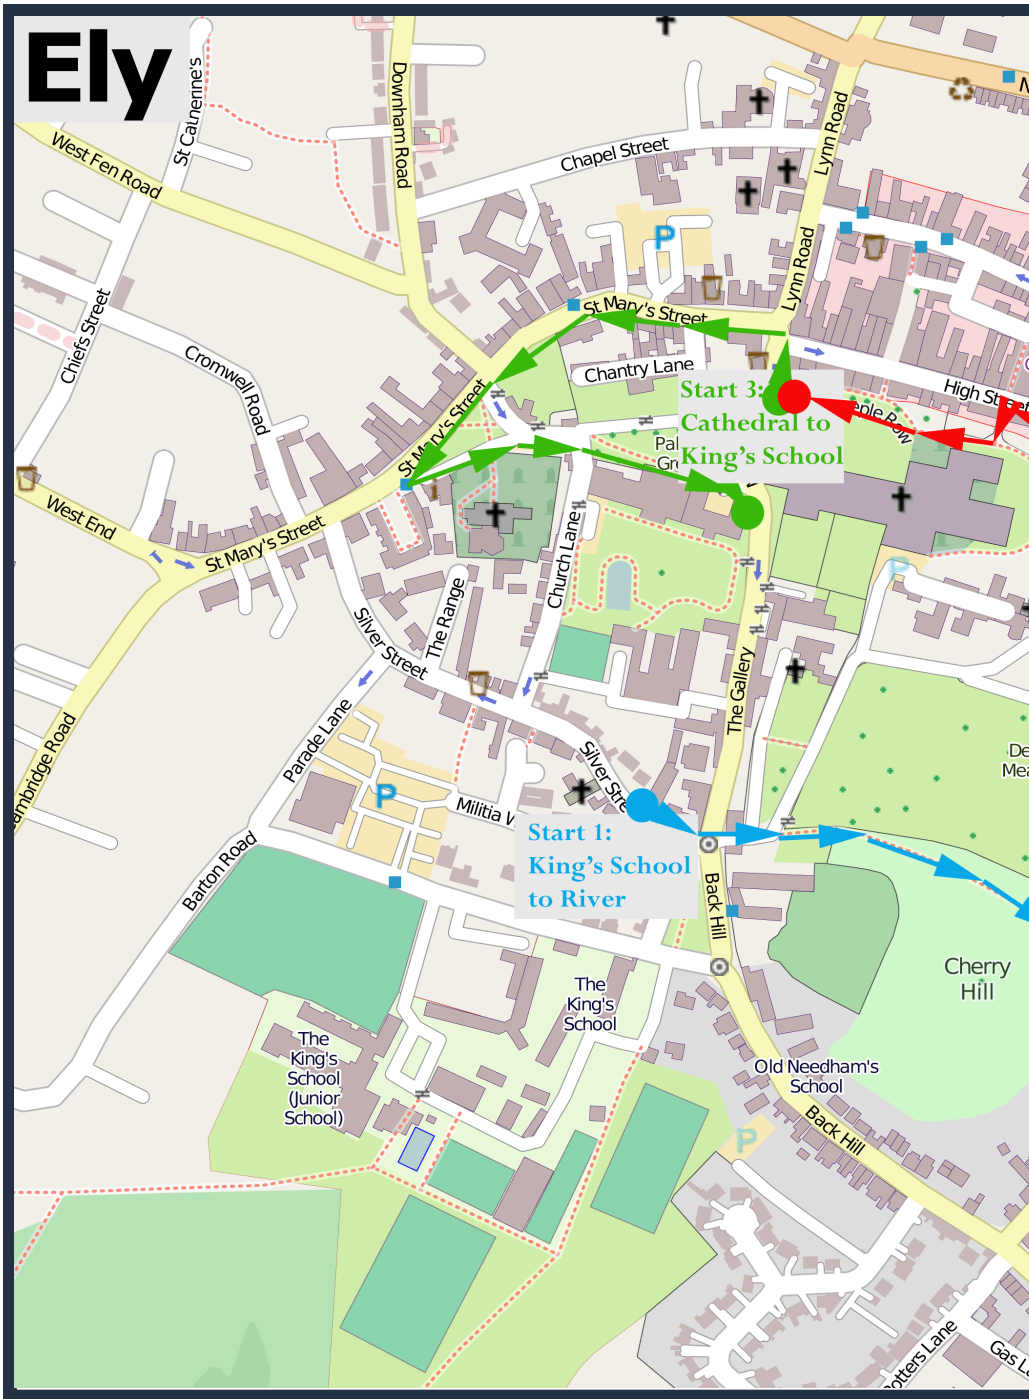 Ely
St Catherine's
Downham Road
West Fen Road
Chapel Street
Lynn Road
P
Lynn Road
St Mary's Street
Chiefs Street
Cromwell Road
Chantry Lane
High Street
Start 3:
Cathedral to
King's School
St Mary's Street
West End
St Mary's Street
Church Lane
P
The Range
Silver Street
The Gallery
Parade Lane
Cambridge Road
P
Silver Stre
Militia W
Start 1:
King's School
to River
Barton Road
Back Hill
Cherry
Hill
The
King's
School
The
King's
School
(Junior
School)
Old Needham's
School
Back Hill
P
Potters Lane
Gas L